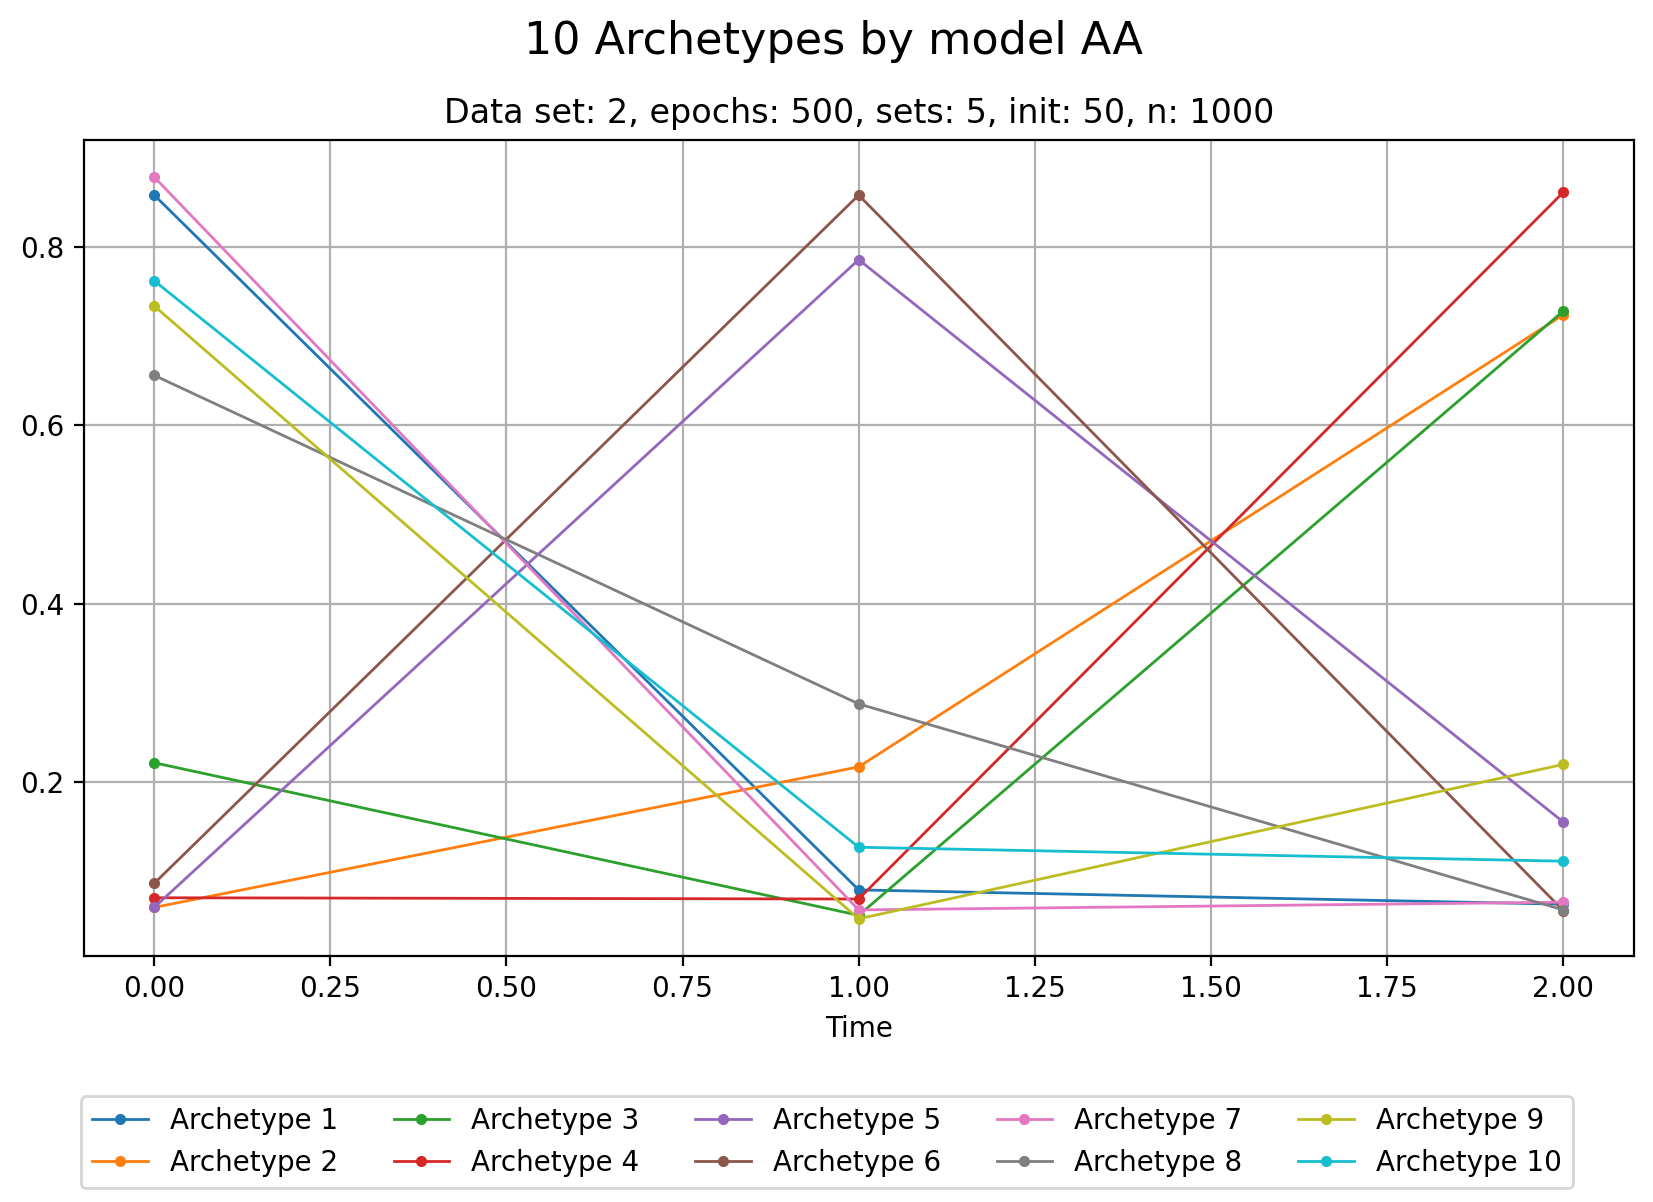 10 Archetypes by model AA
Data set: 2, epochs: 500, sets: 5, init: 50, n: 1000
0.8
0.6
0.4
0.2
0.00 0.25 0.50 0.75 1.00 1.25 1.50 1.75 2.00
Time
Archetype 1 Archetype 3 Archetype 5 Archetype 7 Archetype 9
Archetype 2 Archetype 4 Archetype 6 Archetype 8 Archetype 10